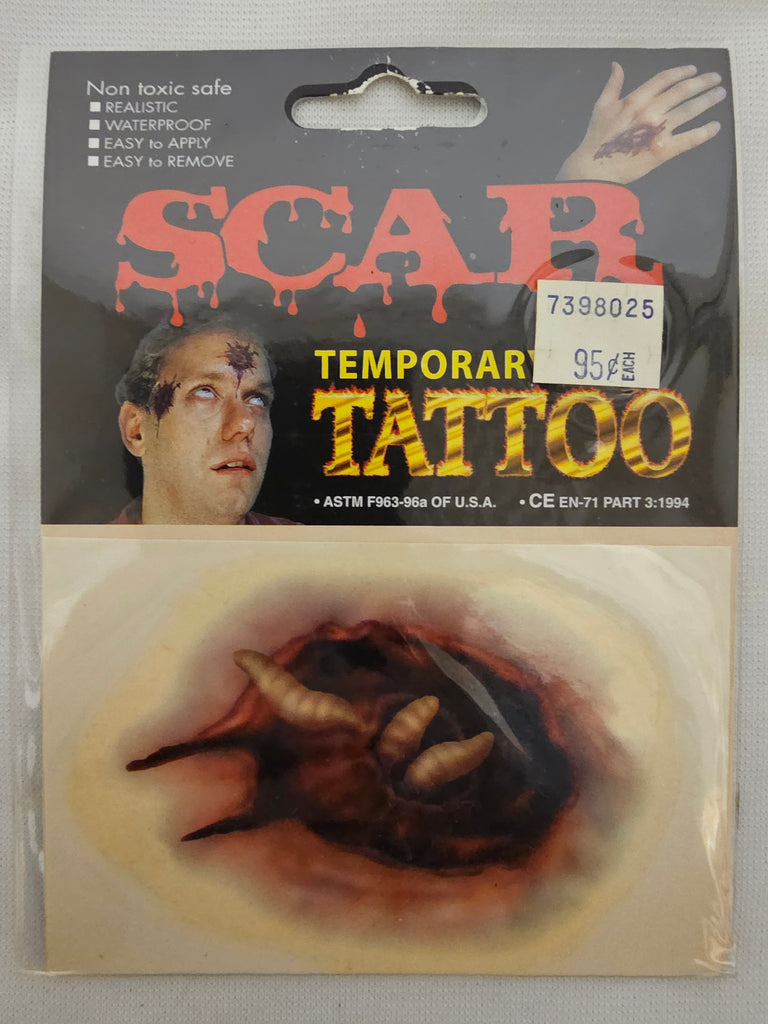 Non toxic safe
■ REALISTIC
■ WATERPROOF
■ EASY to APPLY
■ EASY to REMOVE
SCAR
7398025
95¢ EACH
TEMPORAR
TATTOO
• ASTM F963-96a OF U.S.A. • CE EN-71 PART 3:1994